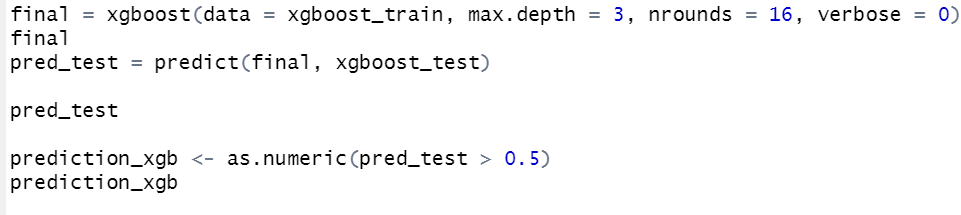 final = xgboost(data = xgboost_train, max.depth = 3, nrounds = 16, verbose = 0)
final
pred_test = predict(final, xgboost_test)
pred_test
prediction_xgb <- as.numeric(pred_test > 0.5)
prediction_xgb